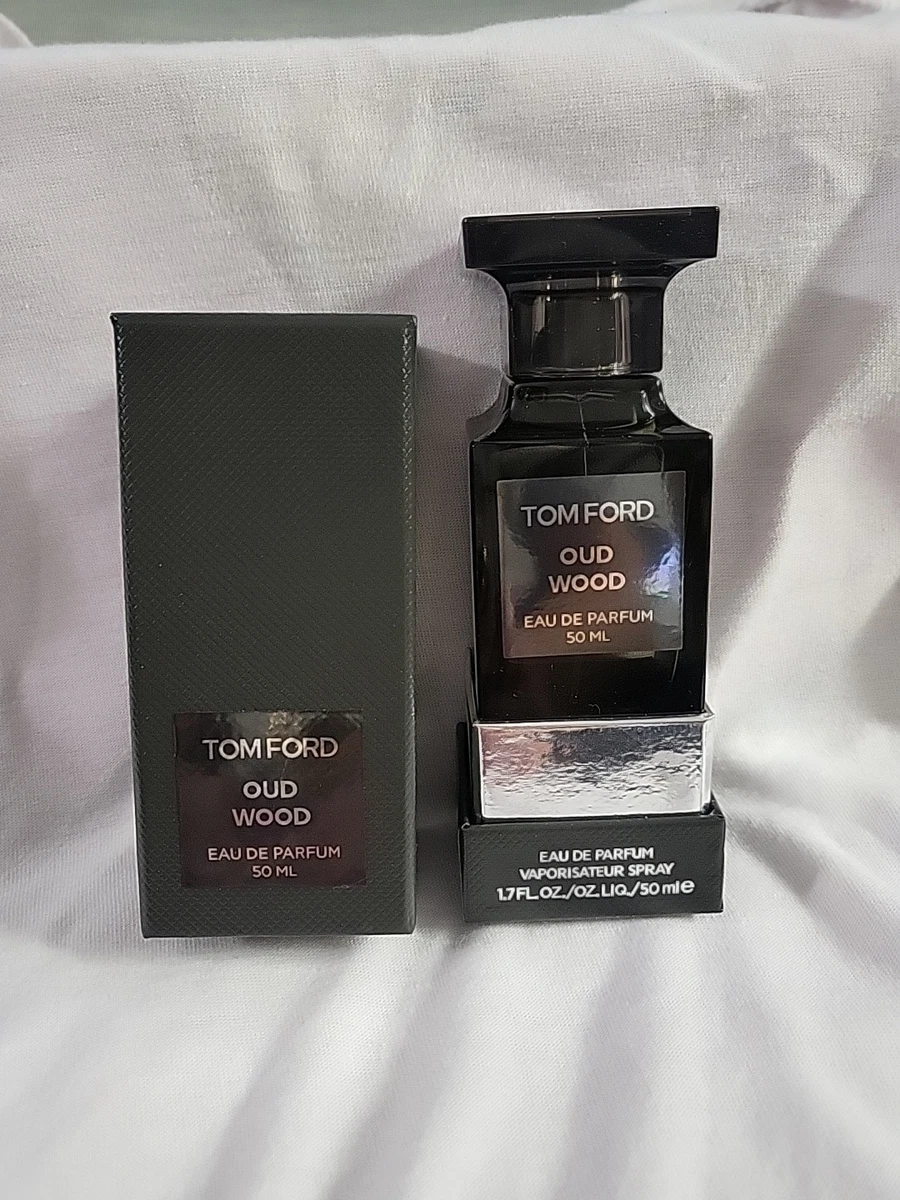 TOM FORD
OUD
WOOD
EAU DE PARFUM
50 ML
TOM FORD
OUD
WOOD
EAU DE PARFUM
50 ML
EAU DE PARFUM
VAPORISATEUR SPRAY
1.7FL.OZ./OZ.LIQ./50 ml e